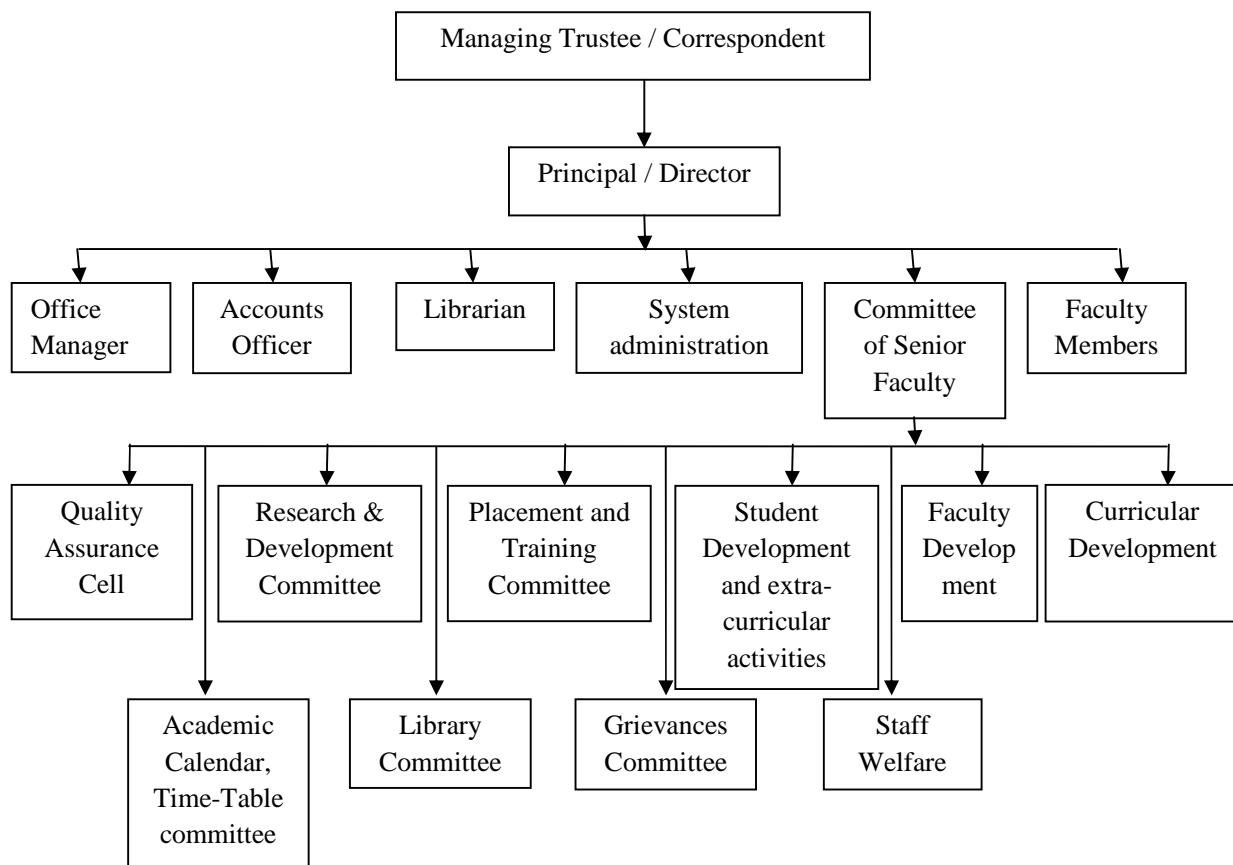 Managing Trustee / Correspondent
Principal / Director
Office
Manager
Accounts
Officer
Librarian
System
administration
Committee
of Senior
Faculty
Faculty
Members
Quality
Assurance
Cell
Research &
Development
Committee
Placement and
Training
Committee
Student
Development
and extra-
curricular
activities
Faculty
Develop
ment
Curricular
Development
Academic
Calendar,
Time-Table
committee
Library
Committee
Grievances
Committee
Staff
Welfare